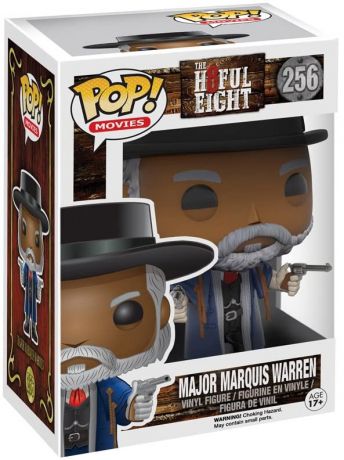 POP!
MOVIES
THE
H8FUL
EIGHT
256
MAJOR MARQUIS WARREN
VINYL FIGURE / FIGURINE EN VINYLE /
FIGURA DE VINIL
WARNING: Choking Hazard.
May contain small parts.
AGE
17+